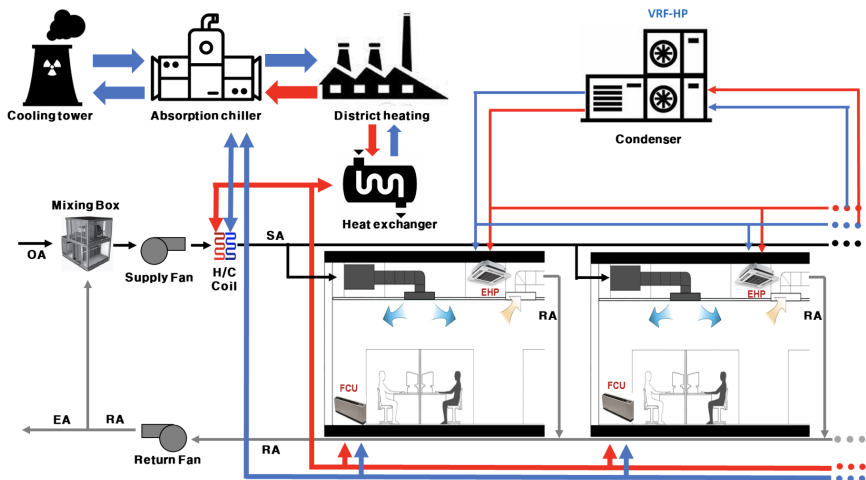 VRF-HP
Cooling tower
Absorption chiller
District heating
Condenser
Mixing Box
Heat exchanger
SA
OA
Supply Fan
H/C
Coil
EHP
RA
EHP
RA
FCU
FCU
EA
RA
RA
Return Fan